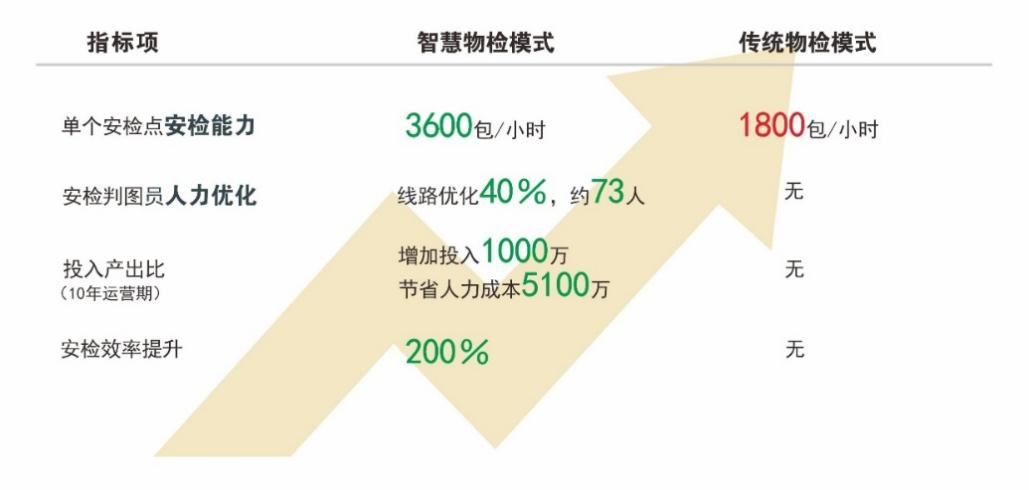 指标项 智慧物检模式 传统物检模式
单个安检点安检能力 3600包/小时 1800包/小时
安检判图员人力优化 线路优化40%，约73人 无
增加投入1000万
投入产出比 无
（10年运营期） 节省人力成本5100万
安检效率提升 200% 无